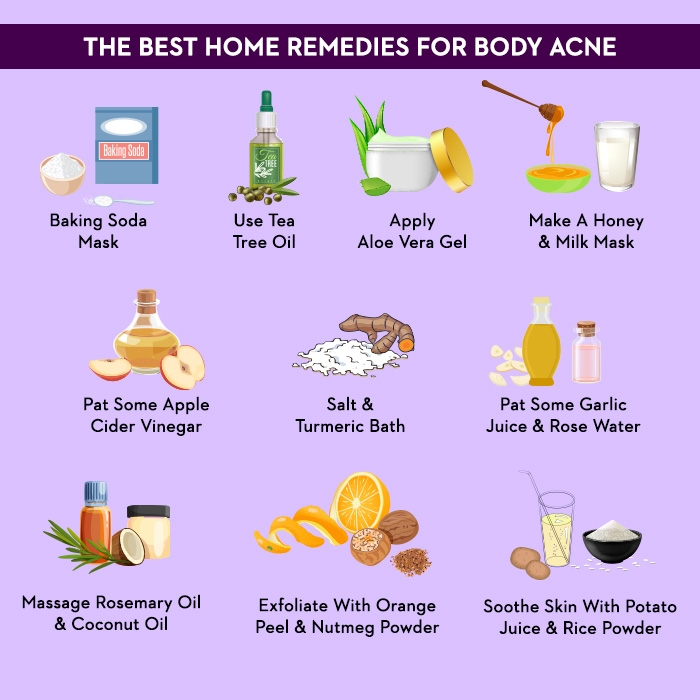 THE BEST HOME REMEDIES FOR BODY ACNE
Baking Soda
Tea
TREE
Baking Soda
Mask
Use Tea
Tree Oil
Apply
Aloe Vera Gel
Make A Honey
& Milk Mask
Pat Some Apple
Cider Vinegar
Salt &
Turmeric Bath
Pat Some Garlic
Juice & Rose Water
Massage Rosemary Oil
& Coconut Oil
Exfoliate With Orange
Peel & Nutmeg Powder
Soothe Skin With Potato
Juice & Rice Powder